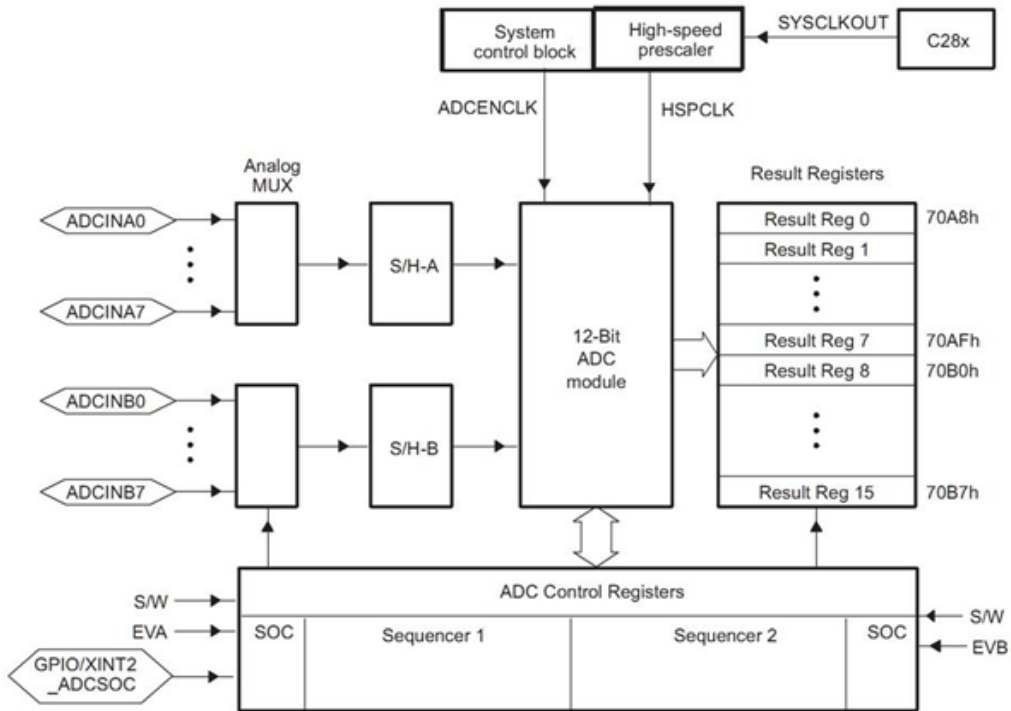 System
control block
High-speed
prescaler
SYSCLKOUT
C28x
ADCENCLK
HSPCLK
Analog
MUX
Result Registers
ADCINA0
ADCINA7
S/H-A
12-Bit
ADC
module
Result Reg 0
70A8h
Result Reg 1
Result Reg 7
70AFh
Result Reg 8
70B0h
ADCINB0
ADCINB7
S/H-B
Result Reg 15
70B7h
ADC Control Registers
S/W
EVA
GPIO/XINT2
_ADCSOC
SOC
Sequencer 1
Sequencer 2
SOC
S/W
EVB